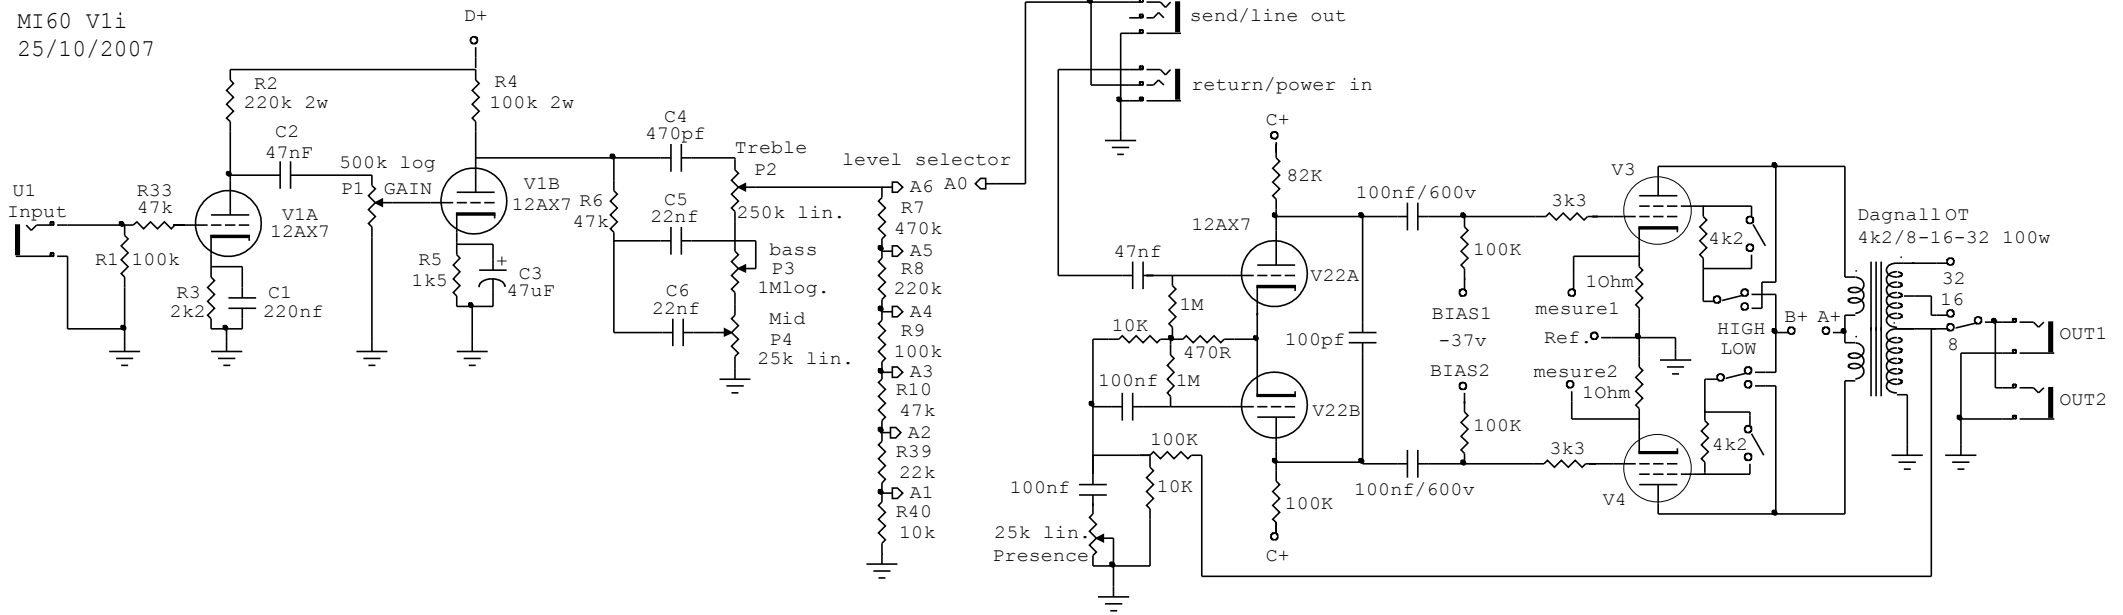 MI60 V1i
25/10/2007
D+
R2
220k 2w
R4
100k 2w
C2
47nF
500k log
P1
GAIN
U1
Input
R33
47k
V1A
12AX7
V1B
12AX7
R1
100k
R3
2k2
C1
220nf
R5
1k5
+
C3
47uF
R6
47k
C4
470pf
C5
22nf
C6
22nf
Treble
P2
250k lin.
bass
P3
1Mlog.
Mid
P4
25k lin.
level selector
A6
A0
R7
470k
A5
R8
220k
A4
R9
100k
A3
R10
47k
A2
R39
22k
A1
R40
10k
send/line out
return/power in
C+
82K
12AX7
47nf
V22A
1M
10K
470R
1M
100nf
V22B
100K
10K
100nf
25k lin.
Presence
100K
C+
100pf
100nf/600v
100K
BIAS1
-37v
BIAS2
100K
100nf/600v
3k3
3k3
V3
4k2
1Ohm
mesure1
Ref.
mesure2
1Ohm
HIGH
LOW
B+
A+
4k2
V4
Dagnall OT
4k2/8-16-32 100w
32
16
8
OUT1
OUT2